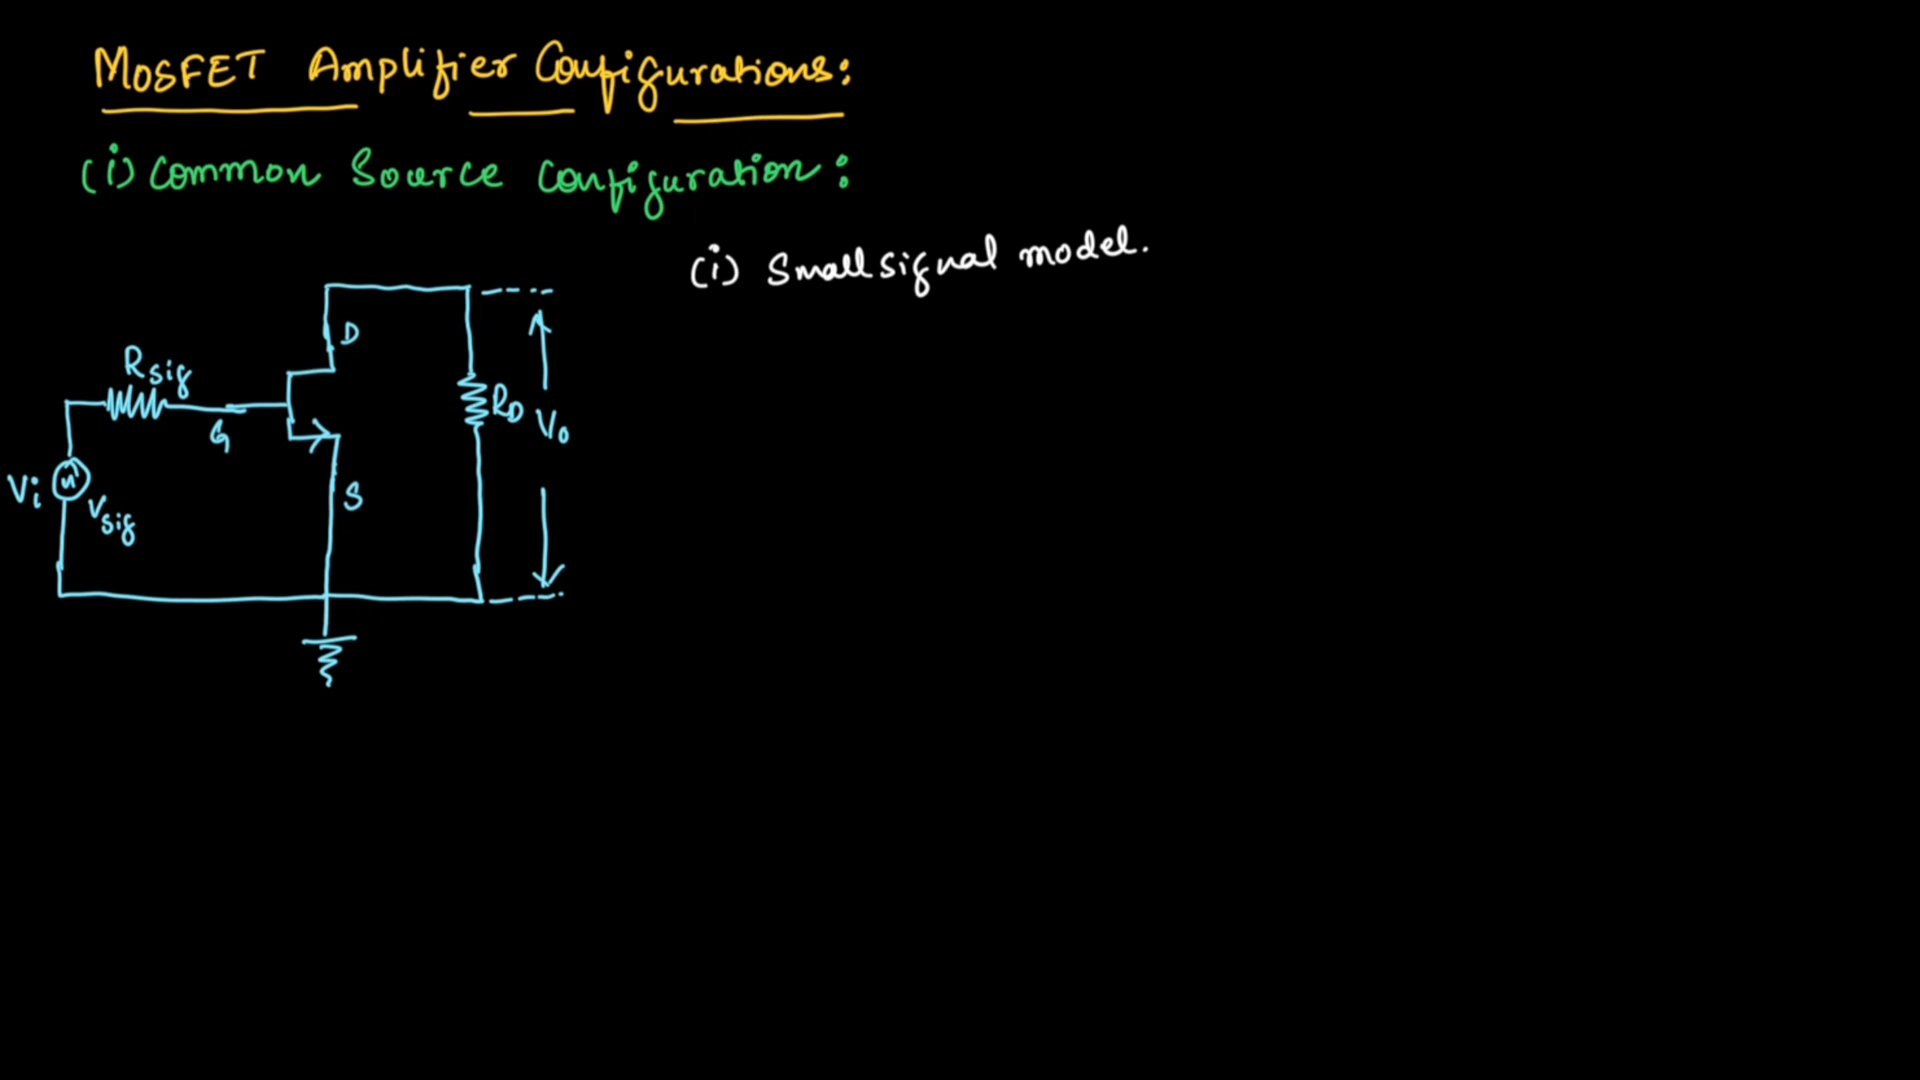 MOSFET Amplifier Configurations:
(i) Common Source Configuration:
(i) Small signal model.
D
Rsig
RD
G
Vo
Vi
S
Vsig